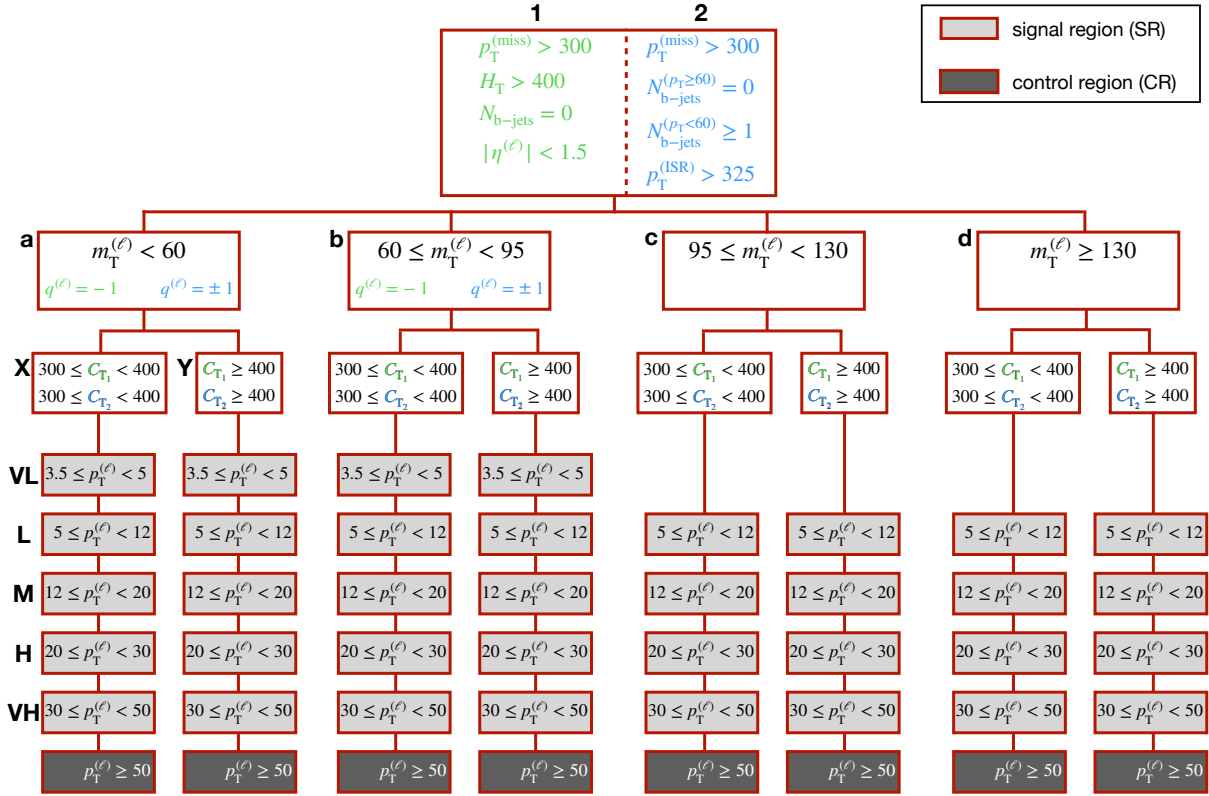 1 2
p_T^(miss) > 300 p_T^(miss) > 300
H_T > 400 N_b−jets^(p_T≥60) = 0
N_b−jets = 0 N_b−jets^(p_T<60) ≥ 1
|η^(ℓ)| < 1.5 p_T^(ISR) > 325
signal region (SR)
control region (CR)
a b c d
m_T^(ℓ) < 60 60 ≤ m_T^(ℓ) < 95 95 ≤ m_T^(ℓ) < 130 m_T^(ℓ) ≥ 130
q^(ℓ) = − 1 q^(ℓ) = ± 1 q^(ℓ) = − 1 q^(ℓ) = ± 1
X Y
300 ≤ C_T₁ < 400 C_T₁ ≥ 400 300 ≤ C_T₁ < 400 C_T₁ ≥ 400 300 ≤ C_T₁ < 400 C_T₁ ≥ 400 300 ≤ C_T₁ < 400 C_T₁ ≥ 400
300 ≤ C_T₂ < 400 C_T₂ ≥ 400 300 ≤ C_T₂ < 400 C_T₂ ≥ 400 300 ≤ C_T₂ < 400 C_T₂ ≥ 400 300 ≤ C_T₂ < 400 C_T₂ ≥ 400
VL 3.5 ≤ p_T^(ℓ) < 5 3.5 ≤ p_T^(ℓ) < 5 3.5 ≤ p_T^(ℓ) < 5 3.5 ≤ p_T^(ℓ) < 5
L 5 ≤ p_T^(ℓ) < 12 5 ≤ p_T^(ℓ) < 12 5 ≤ p_T^(ℓ) < 12 5 ≤ p_T^(ℓ) < 12 5 ≤ p_T^(ℓ) < 12 5 ≤ p_T^(ℓ) < 12 5 ≤ p_T^(ℓ) < 12 5 ≤ p_T^(ℓ) < 12
M 12 ≤ p_T^(ℓ) < 20 12 ≤ p_T^(ℓ) < 20 12 ≤ p_T^(ℓ) < 20 12 ≤ p_T^(ℓ) < 20 12 ≤ p_T^(ℓ) < 20 12 ≤ p_T^(ℓ) < 20 12 ≤ p_T^(ℓ) < 20 12 ≤ p_T^(ℓ) < 20
H 20 ≤ p_T^(ℓ) < 30 20 ≤ p_T^(ℓ) < 30 20 ≤ p_T^(ℓ) < 30 20 ≤ p_T^(ℓ) < 30 20 ≤ p_T^(ℓ) < 30 20 ≤ p_T^(ℓ) < 30 20 ≤ p_T^(ℓ) < 30 20 ≤ p_T^(ℓ) < 30
VH 30 ≤ p_T^(ℓ) < 50 30 ≤ p_T^(ℓ) < 50 30 ≤ p_T^(ℓ) < 50 30 ≤ p_T^(ℓ) < 50 30 ≤ p_T^(ℓ) < 50 30 ≤ p_T^(ℓ) < 50 30 ≤ p_T^(ℓ) < 50 30 ≤ p_T^(ℓ) < 50
p_T^(ℓ) ≥ 50 p_T^(ℓ) ≥ 50 p_T^(ℓ) ≥ 50 p_T^(ℓ) ≥ 50 p_T^(ℓ) ≥ 50 p_T^(ℓ) ≥ 50 p_T^(ℓ) ≥ 50 p_T^(ℓ) ≥ 50